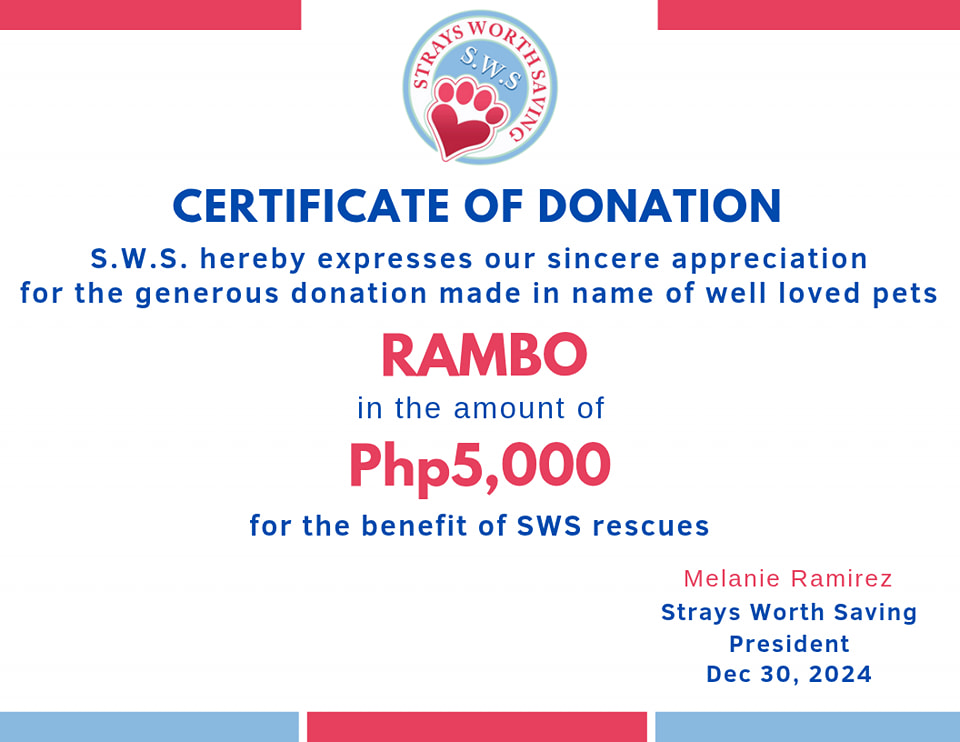 STRAYS WORTH SAVING
S.W.S
CERTIFICATE OF DONATION
S.W.S. hereby expresses our sincere appreciation
for the generous donation made in name of well loved pets
RAMBO
in the amount of
Php5,000
for the benefit of SWS rescues
Melanie Ramirez
Strays Worth Saving
President
Dec 30, 2024